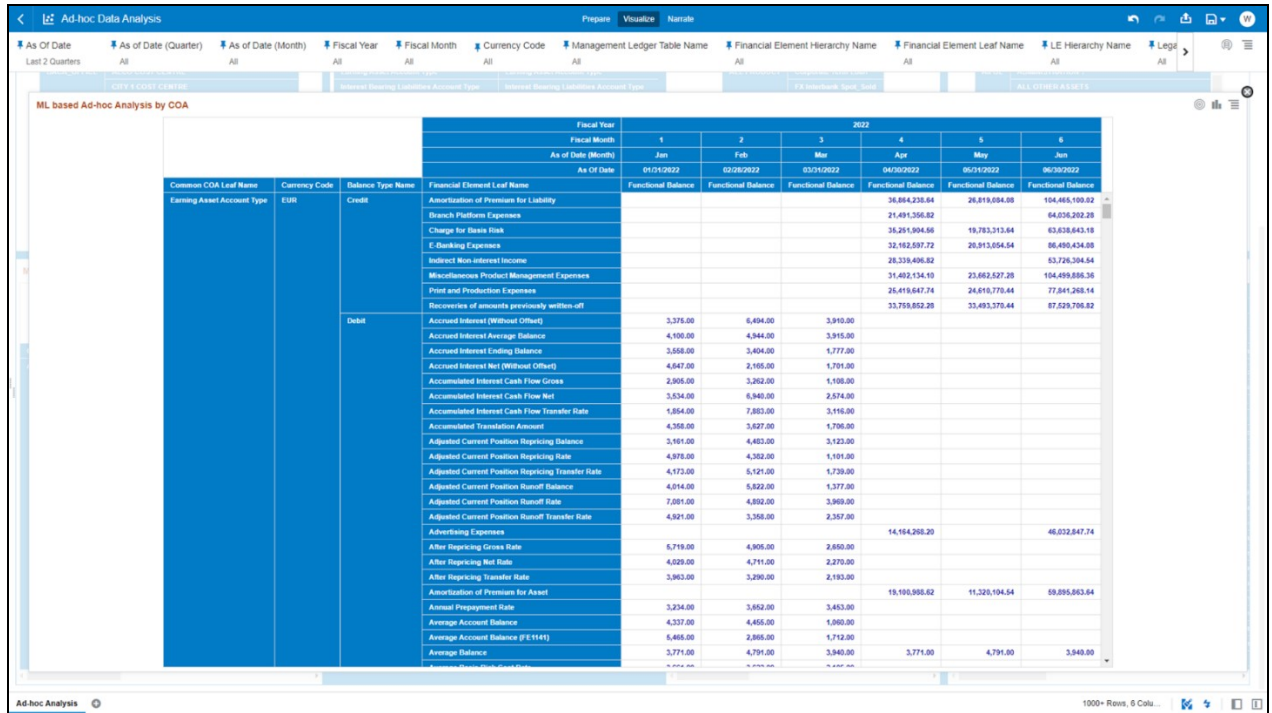 Ad-hoc Data Analysis Prepare Visualize Narrate W
As Of Date As of Date (Quarter) As of Date (Month) Fiscal Year Fiscal Month Currency Code Management Ledger Table Name Financial Element Hierarchy Name Financial Element Leaf Name LE Hierarchy Name Lega
Last 2 Quarters All All All All All All All All All All
CITY 1 COST CENTRE Interest Bearing Liabilities Account Type Interest Bearing Liabilities Account Type FX Interbank Spot, Sold ALL OTHER ASSETS
ML based Ad-hoc Analysis by COA
Fiscal Year 2022
Fiscal Month 1 2 3 4 5 6
As of Date (Month) Jan Feb Mar Apr May Jun
As Of Date 01/31/2022 02/28/2022 03/31/2022 04/30/2022 05/31/2022 06/30/2022
Common COA Leaf Name Currency Code Balance Type Name Financial Element Leaf Name Functional Balance Functional Balance Functional Balance Functional Balance Functional Balance Functional Balance
Earning Asset Account Type EUR Credit Amortization of Premium for Liability 36,864,238.64 26,819,084.08 104,465,100.02
Branch Platform Expenses 21,491,356.82 64,036,202.28
Charge for Basis Risk 35,251,904.56 19,783,313.64 63,638,643.18
E-Banking Expenses 32,162,597.72 20,913,054.54 86,490,434.08
Indirect Non-interest Income 28,339,406.82 53,726,304.54
Miscellaneous Product Management Expenses 31,402,134.10 23,662,527.28 104,499,886.36
Print and Production Expenses 25,419,647.74 24,610,770.44 77,841,268.14
Recoveries of amounts previously written-off 33,759,852.28 33,493,370.44 87,529,706.82
Debit Accrued Interest (Without Offset) 3,375.00 6,494.00 3,910.00
Accrued Interest Average Balance 4,100.00 4,944.00 3,915.00
Accrued Interest Ending Balance 3,558.00 3,404.00 1,777.00
Accrued Interest Net (Without Offset) 4,647.00 2,165.00 1,701.00
Accumulated Interest Cash Flow Gross 2,905.00 3,262.00 1,108.00
Accumulated Interest Cash Flow Net 3,534.00 6,940.00 2,574.00
Accumulated Interest Cash Flow Transfer Rate 1,854.00 7,883.00 3,116.00
Accumulated Translation Amount 4,358.00 3,627.00 1,706.00
Adjusted Current Position Repricing Balance 3,161.00 4,483.00 3,123.00
Adjusted Current Position Repricing Rate 4,978.00 4,382.00 1,101.00
Adjusted Current Position Repricing Transfer Rate 4,173.00 5,121.00 1,739.00
Adjusted Current Position Runoff Balance 4,014.00 5,822.00 1,377.00
Adjusted Current Position Runoff Rate 7,081.00 4,892.00 3,969.00
Adjusted Current Position Runoff Transfer Rate 4,921.00 3,358.00 2,357.00
Advertising Expenses 14,164,268.20 46,032,847.74
After Repricing Gross Rate 5,719.00 4,905.00 2,650.00
After Repricing Net Rate 4,029.00 4,711.00 2,270.00
After Repricing Transfer Rate 3,963.00 3,290.00 2,193.00
Amortization of Premium for Asset 19,100,988.62 11,320,104.54 59,895,863.64
Annual Prepayment Rate 3,234.00 3,652.00 3,453.00
Average Account Balance 4,337.00 4,455.00 1,060.00
Average Account Balance (FE1141) 5,465.00 2,865.00 1,712.00
Average Balance 3,771.00 4,791.00 3,940.00 3,771.00 4,791.00 3,940.00
Ad-hoc Analysis 1000+ Rows, 6 Colu...